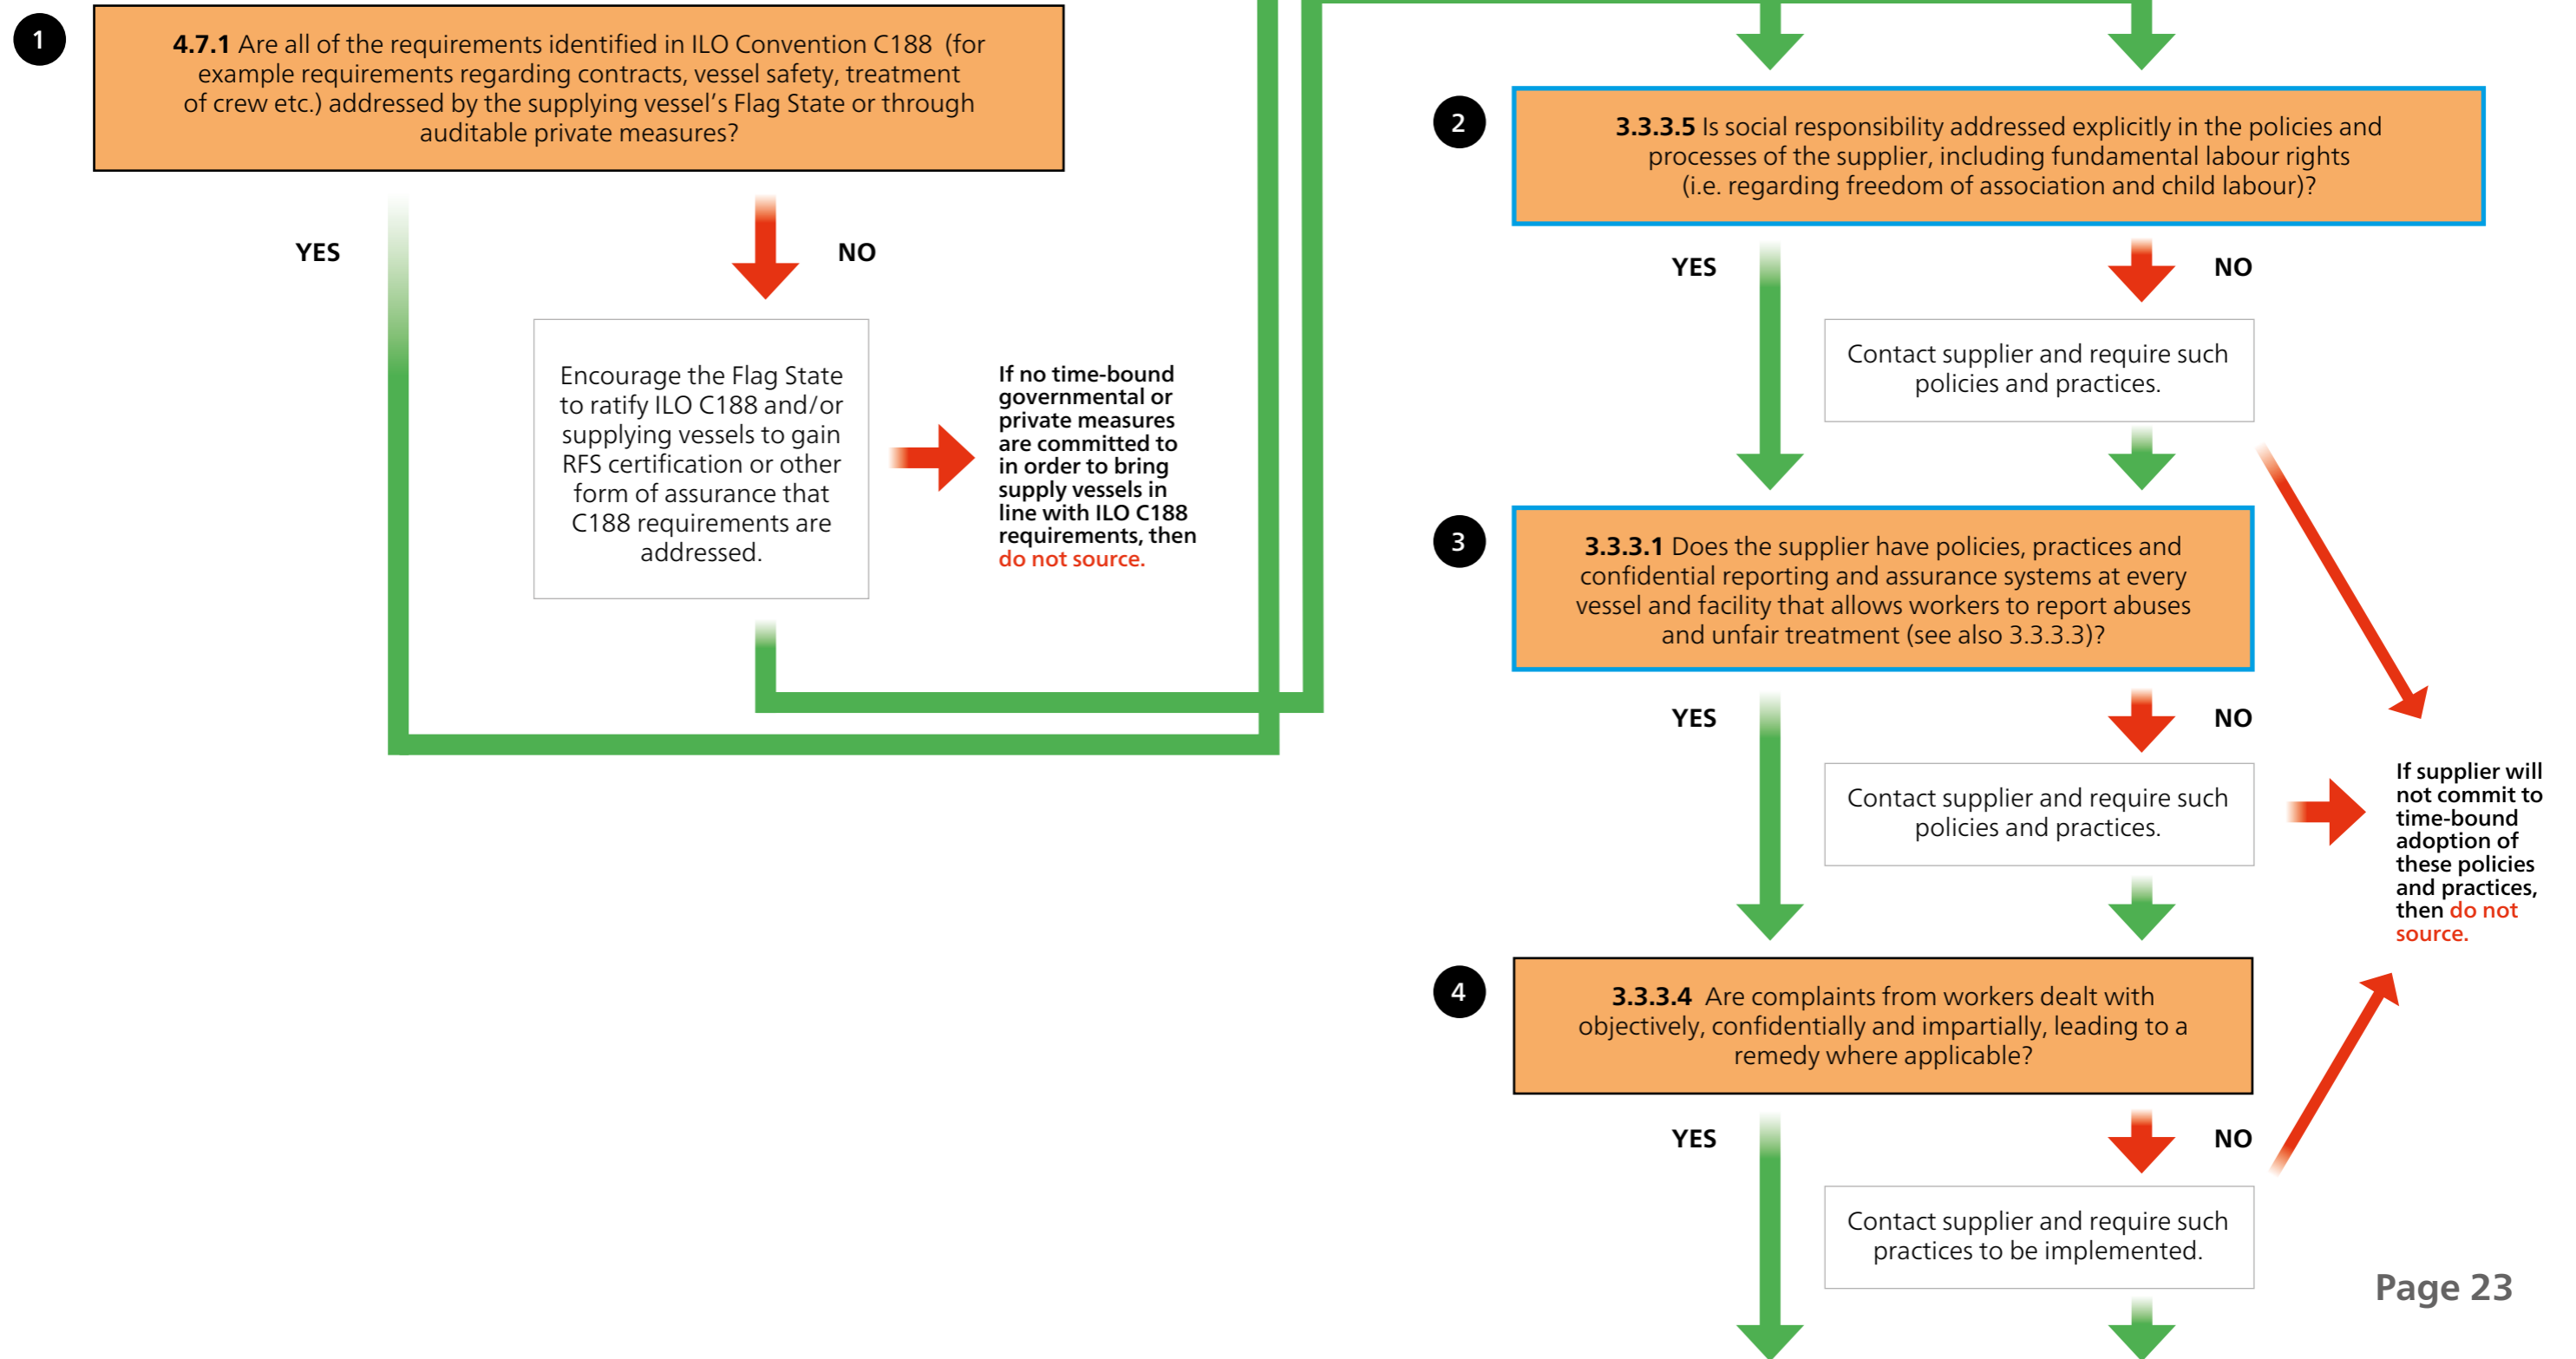 1
4.7.1 Are all of the requirements identified in ILO Convention C188 (for
example requirements regarding contracts, vessel safety, treatment
of crew etc.) addressed by the supplying vessel's Flag State or through
auditable private measures?
YES
NO
Encourage the Flag State
to ratify ILO C188 and/or
supplying vessels to gain
RFS certification or other
form of assurance that
C188 requirements are
addressed.
If no time-bound
governmental or
private measures
are committed to
in order to bring
supply vessels in
line with ILO C188
requirements, then
do not source.
2
3.3.3.5 Is social responsibility addressed explicitly in the policies and
processes of the supplier, including fundamental labour rights
(i.e. regarding freedom of association and child labour)?
YES
NO
Contact supplier and require such
policies and practices.
3
3.3.3.1 Does the supplier have policies, practices and
confidential reporting and assurance systems at every
vessel and facility that allows workers to report abuses
and unfair treatment (see also 3.3.3.3)?
YES
NO
Contact supplier and require such
policies and practices.
If supplier will
not commit to
time-bound
adoption of
these policies
and practices,
then do not
source.
4
3.3.3.4 Are complaints from workers dealt with
objectively, confidentially and impartially, leading to a
remedy where applicable?
YES
NO
Contact supplier and require such
practices to be implemented.
Page 23